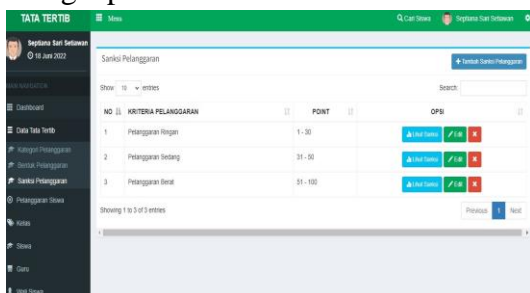 TATA TERTIB
Menu
Cari Siswa
Septiana Sari Setiawan
Septiana Sari Setiawan
18 Juni 2022
MAIN NAVIGATION
Dashboard
Data Tata Tertib
Kategori Pelanggaran
Bentuk Pelanggaran
Sanksi Pelanggaran
Pelanggaran Siswa
Kelas
Siswa
Guru
Wali Siswa
Sanksi Pelanggaran
Tambah Sanksi Pelanggaran
Show 10 entries
Search
NO KRITERIA PELANGGARAN POINT OPSI
1 Pelanggaran Ringan 1 - 30 Lihat Sanksi Edit
2 Pelanggaran Sedang 31 - 50 Lihat Sanksi Edit
3 Pelanggaran Berat 51 - 100 Lihat Sanksi Edit
Showing 1 to 3 of 3 entries
Previous 1 Next